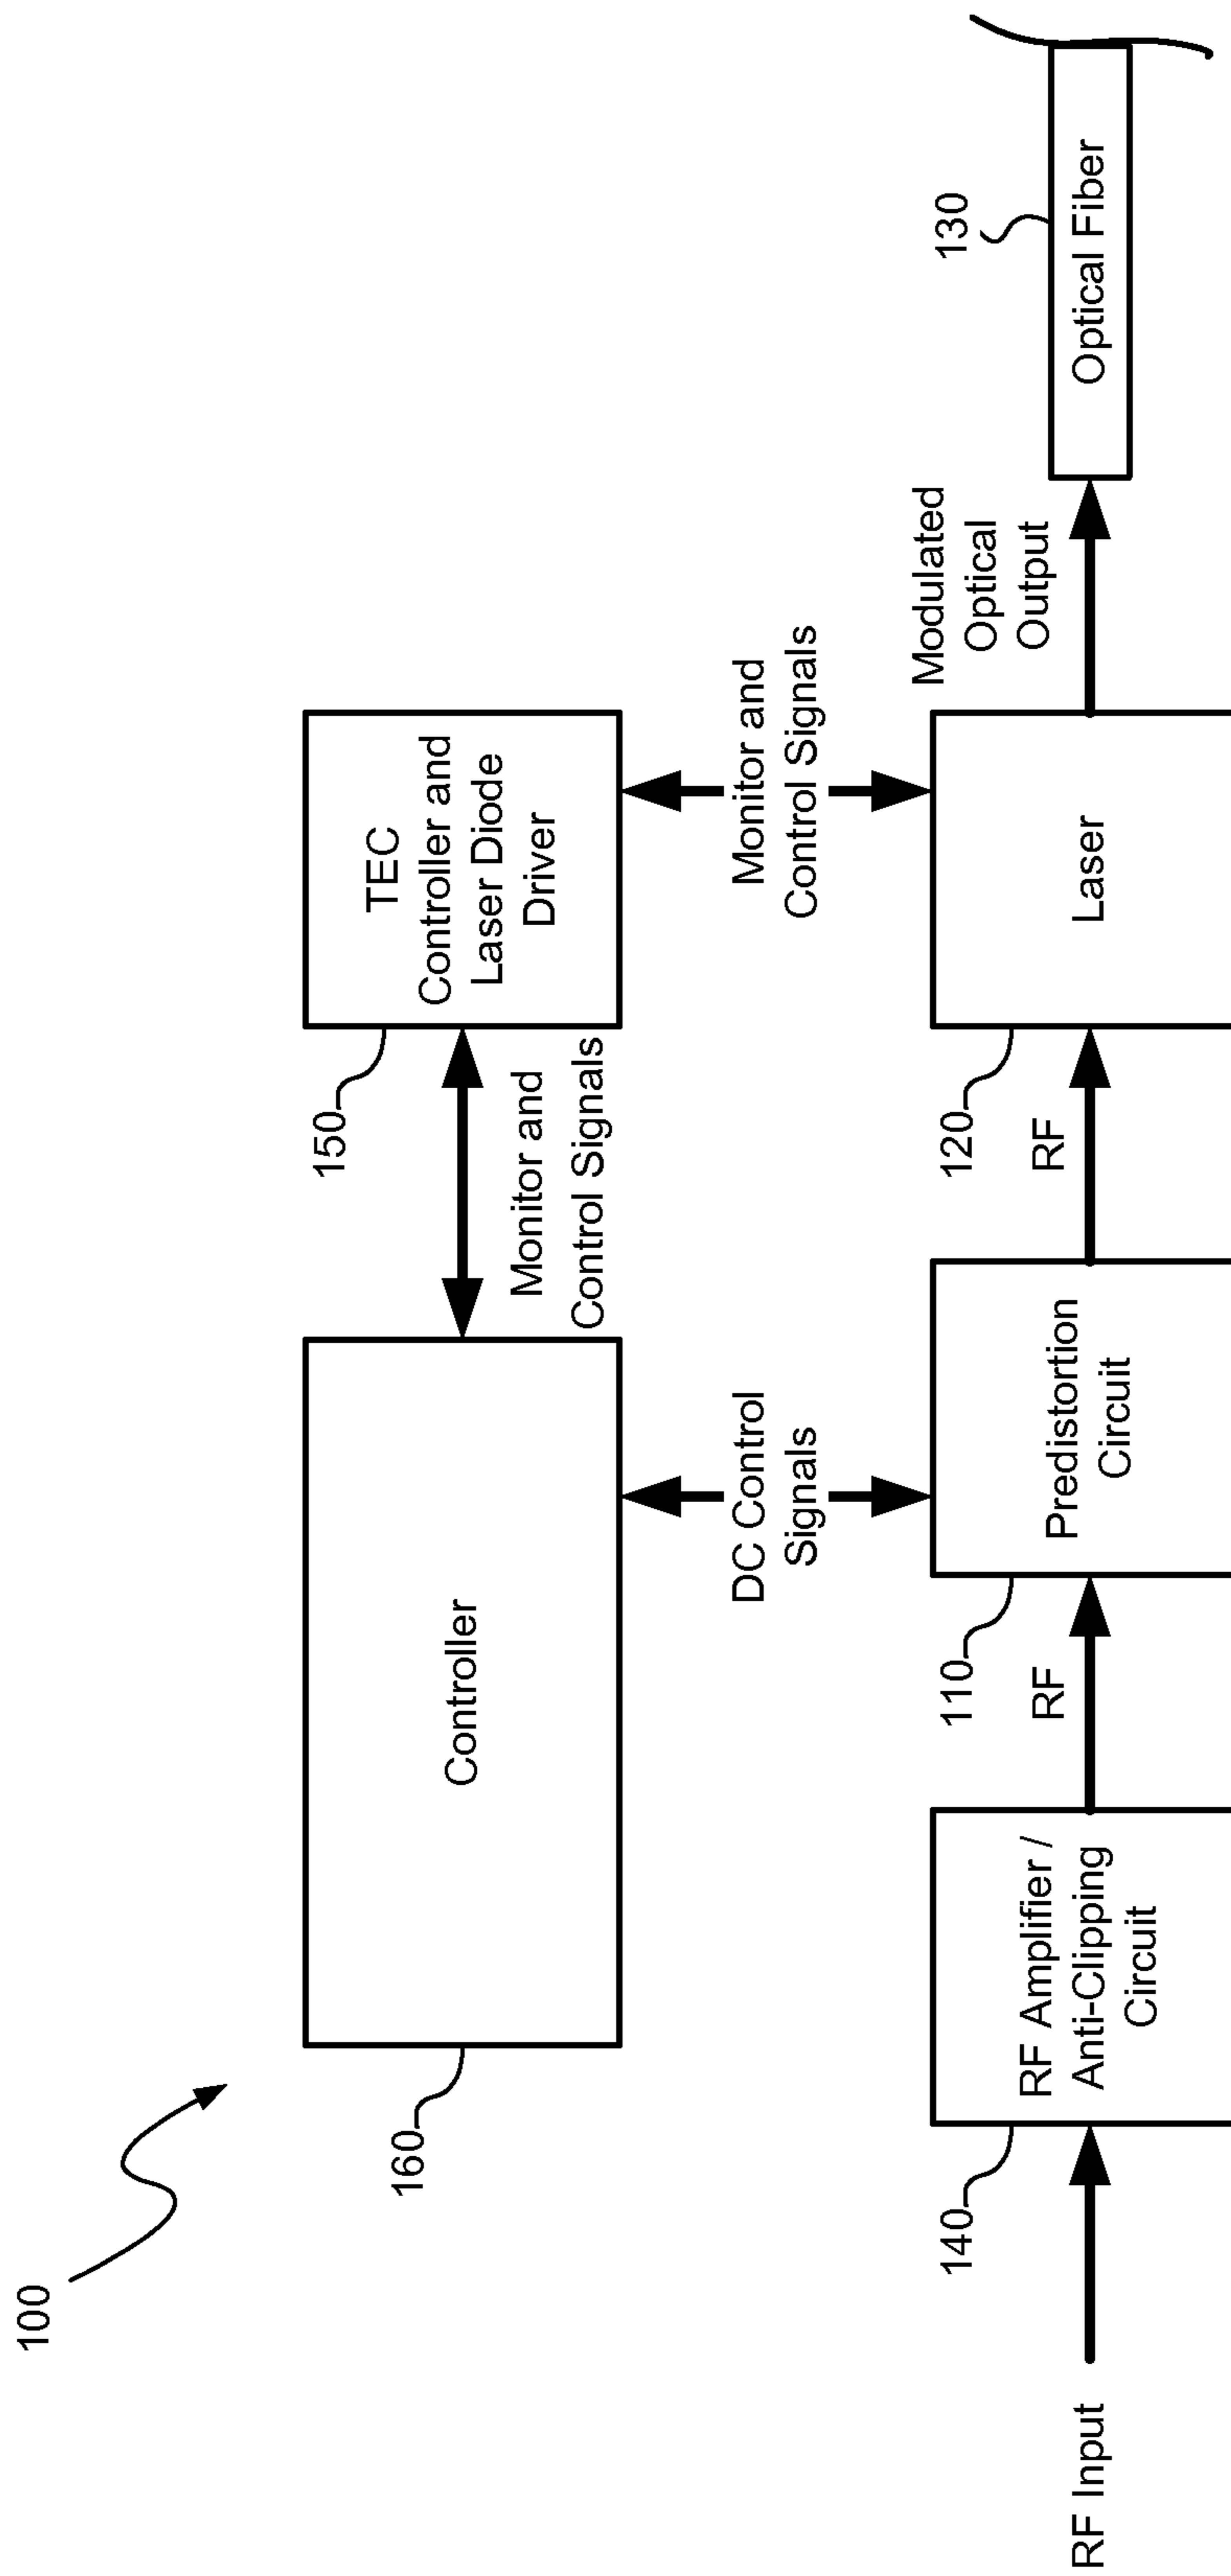 100
160
Controller
Monitor and
Control Signals
150
TEC
Controller and
Laser Diode
Driver
DC Control
Signals
Monitor and
Control Signals
RF Input
140
RF Amplifier /
Anti-Clipping
Circuit
RF
110
Predistortion
Circuit
RF
120
Laser
Modulated
Optical
Output
130
Optical Fiber